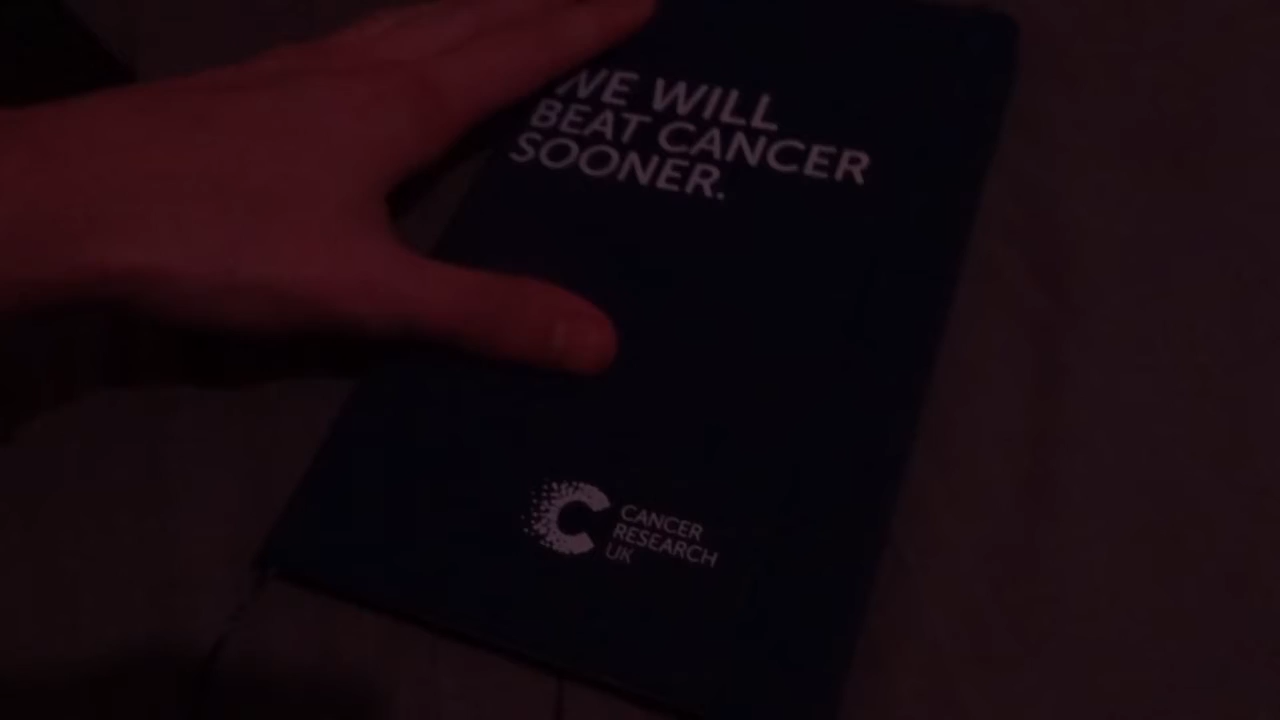 WE WILL
BEAT CANCER
SOONER.
CANCER
RESEARCH
UK